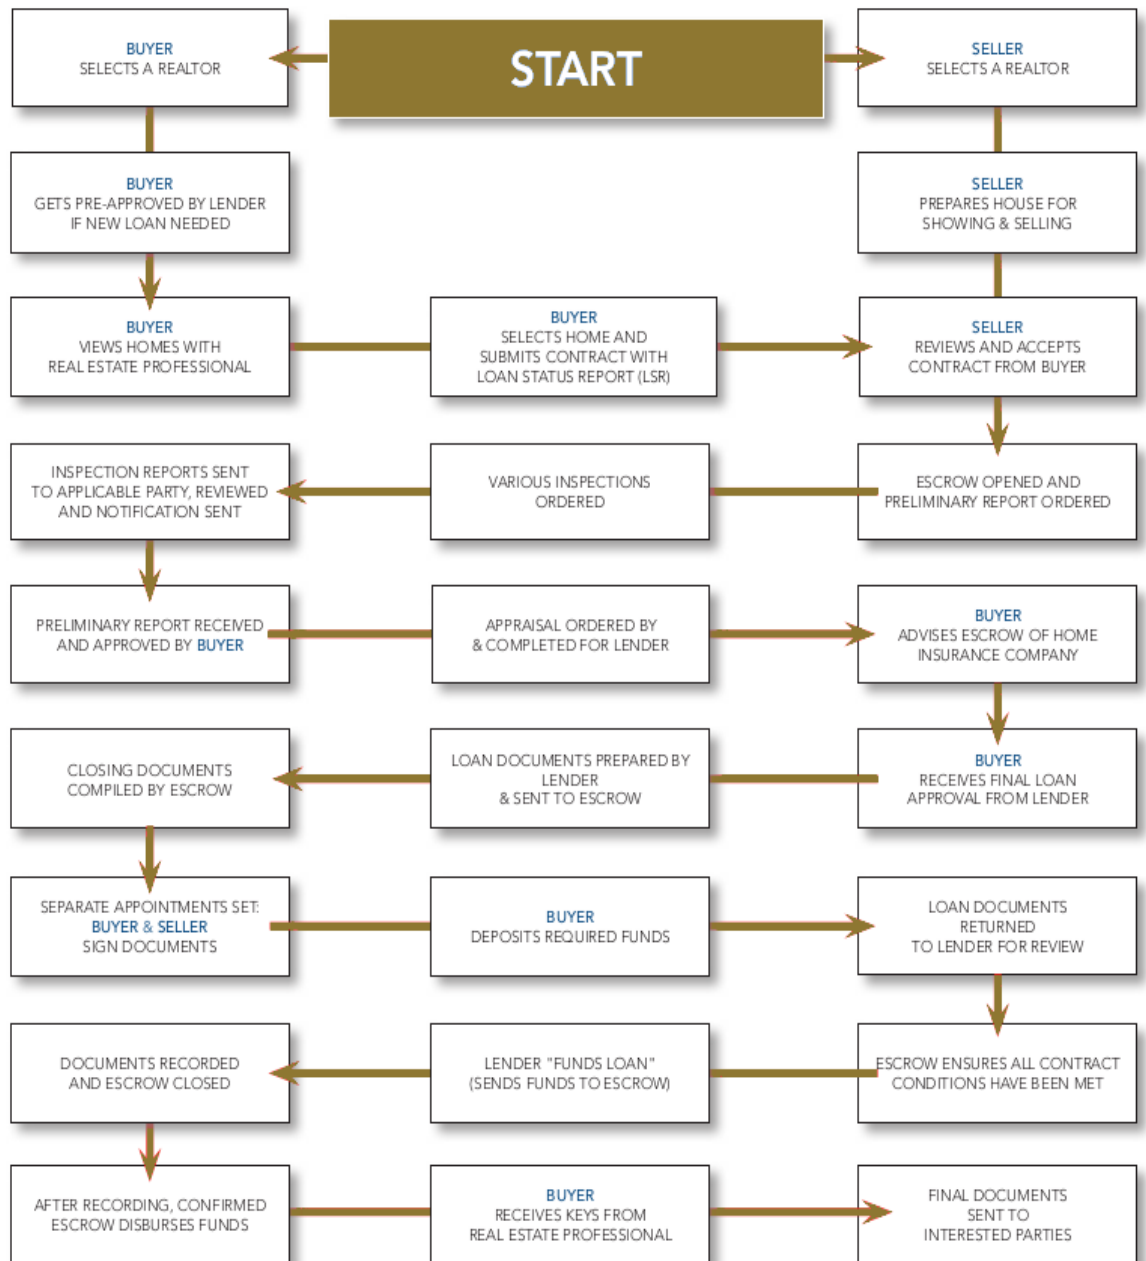 START
BUYER
SELECTS A REALTOR
SELLER
SELECTS A REALTOR
BUYER
GETS PRE-APPROVED BY LENDER
IF NEW LOAN NEEDED
SELLER
PREPARES HOUSE FOR
SHOWING & SELLING
BUYER
VIEWS HOMES WITH
REAL ESTATE PROFESSIONAL
BUYER
SELECTS HOME AND
SUBMITS CONTRACT WITH
LOAN STATUS REPORT (LSR)
SELLER
REVIEWS AND ACCEPTS
CONTRACT FROM BUYER
ESCROW OPENED AND
PRELIMINARY REPORT ORDERED
VARIOUS INSPECTIONS
ORDERED
INSPECTION REPORTS SENT
TO APPLICABLE PARTY, REVIEWED
AND NOTIFICATION SENT
PRELIMINARY REPORT RECEIVED
AND APPROVED BY BUYER
APPRAISAL ORDERED BY
& COMPLETED FOR LENDER
BUYER
ADVISES ESCROW OF HOME
INSURANCE COMPANY
BUYER
RECEIVES FINAL LOAN
APPROVAL FROM LENDER
LOAN DOCUMENTS PREPARED BY
LENDER
& SENT TO ESCROW
CLOSING DOCUMENTS
COMPILED BY ESCROW
SEPARATE APPOINTMENTS SET:
BUYER & SELLER
SIGN DOCUMENTS
BUYER
DEPOSITS REQUIRED FUNDS
LOAN DOCUMENTS
RETURNED
TO LENDER FOR REVIEW
ESCROW ENSURES ALL CONTRACT
CONDITIONS HAVE BEEN MET
LENDER "FUNDS LOAN"
(SENDS FUNDS TO ESCROW)
DOCUMENTS RECORDED
AND ESCROW CLOSED
AFTER RECORDING, CONFIRMED
ESCROW DISBURSES FUNDS
BUYER
RECEIVES KEYS FROM
REAL ESTATE PROFESSIONAL
FINAL DOCUMENTS
SENT TO
INTERESTED PARTIES